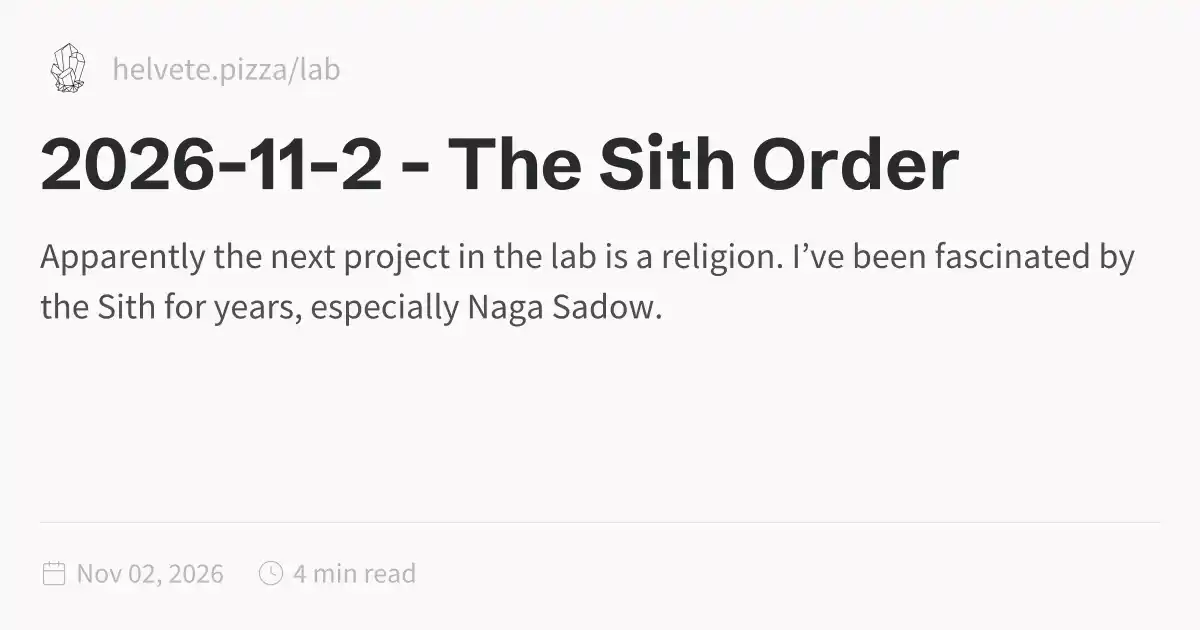 helvete.pizza/lab
2026-11-2 - The Sith Order
Apparently the next project in the lab is a religion. I’ve been fascinated by
the Sith for years, especially Naga Sadow.
Nov 02, 2026 4 min read